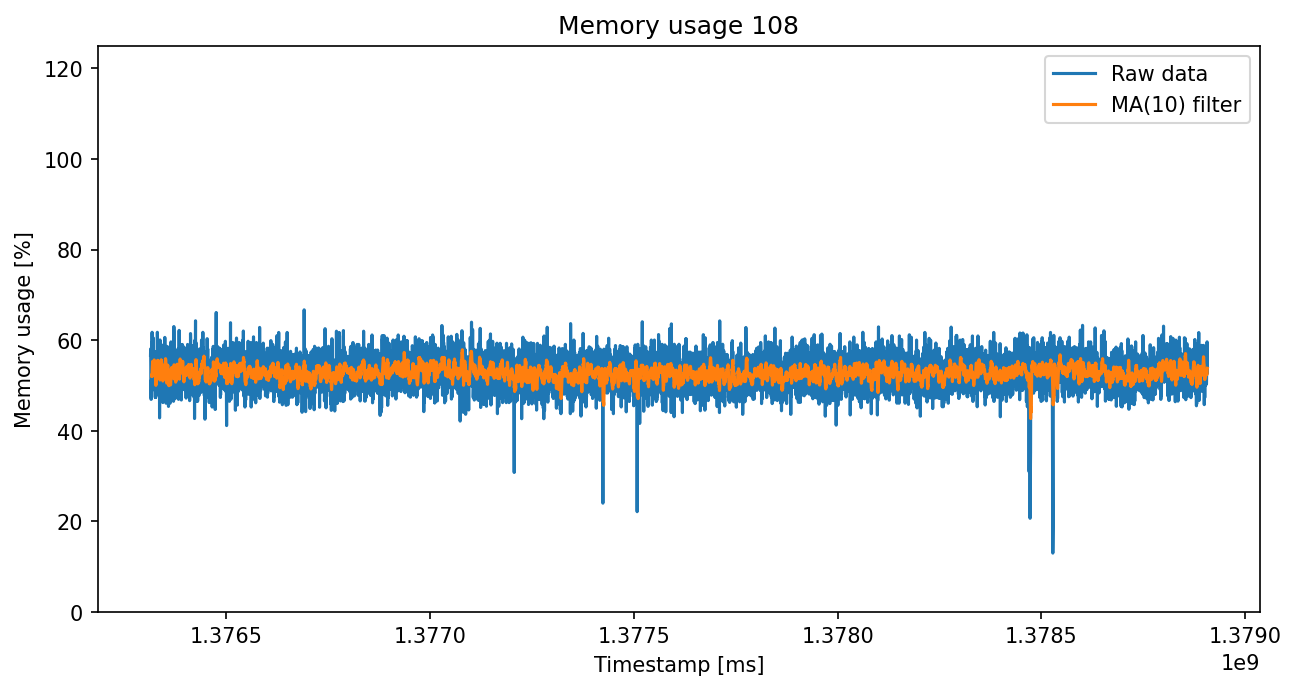 Memory usage 108
Raw data
MA(10) filter
Memory usage [%]
120
100
80
60
40
20
0
1.3765 1.3770 1.3775 1.3780 1.3785 1.3790
1e9
Timestamp [ms]